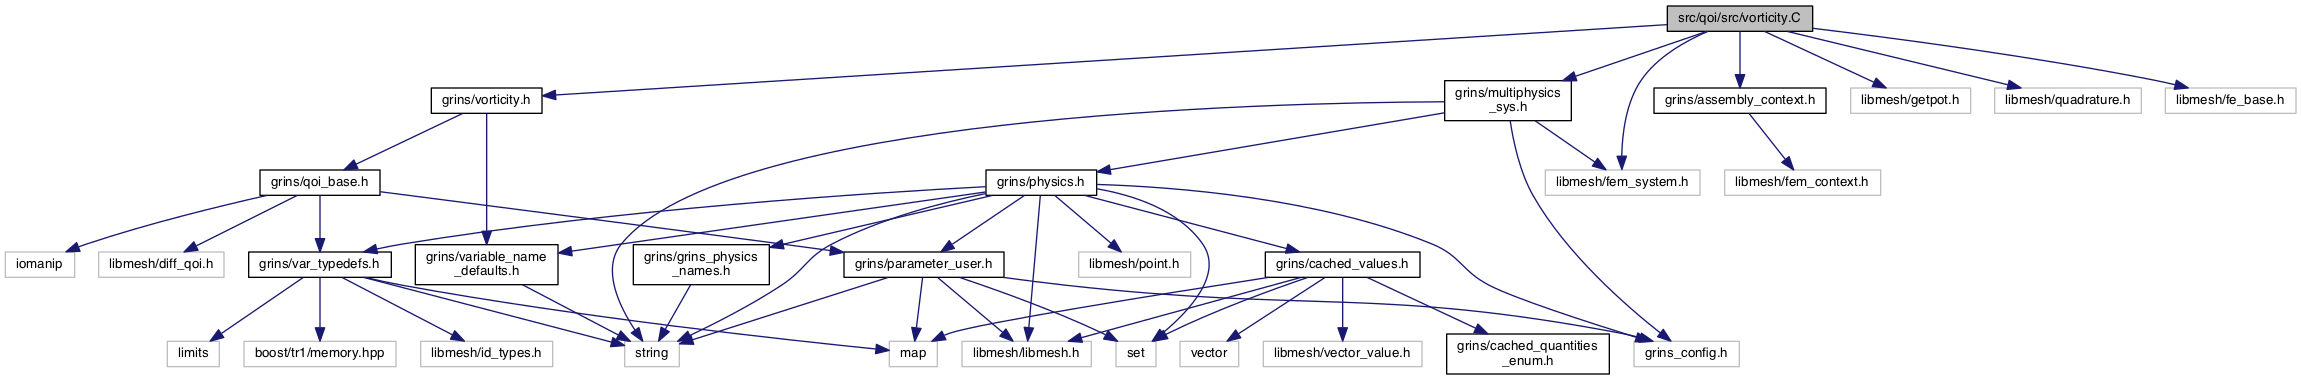 src/qoi/src/vorticity.C
grins/vorticity.h
grins/multiphysics
_sys.h
grins/assembly_context.h
libmesh/getpot.h
libmesh/quadrature.h
libmesh/fe_base.h
grins/qoi_base.h
grins/physics.h
libmesh/fem_system.h
libmesh/fem_context.h
iomanip
libmesh/diff_qoi.h
grins/var_typedefs.h
grins/variable_name
_defaults.h
grins/grins_physics
_names.h
grins/parameter_user.h
libmesh/point.h
grins/cached_values.h
limits
boost/tr1/memory.hpp
libmesh/id_types.h
string
map
libmesh/libmesh.h
set
vector
libmesh/vector_value.h
grins/cached_quantities
_enum.h
grins_config.h